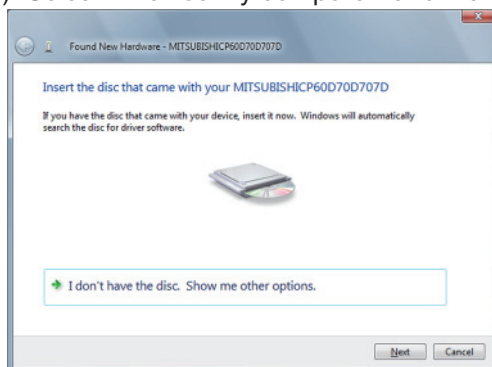 Found New Hardware - MITSUBISHICP60D70D707D
Insert the disc that came with your MITSUBISHICP60D70D707D
If you have the disc that came with your device, insert it now. Windows will automatically
search the disc for driver software.
I don't have the disc. Show me other options.
Next Cancel